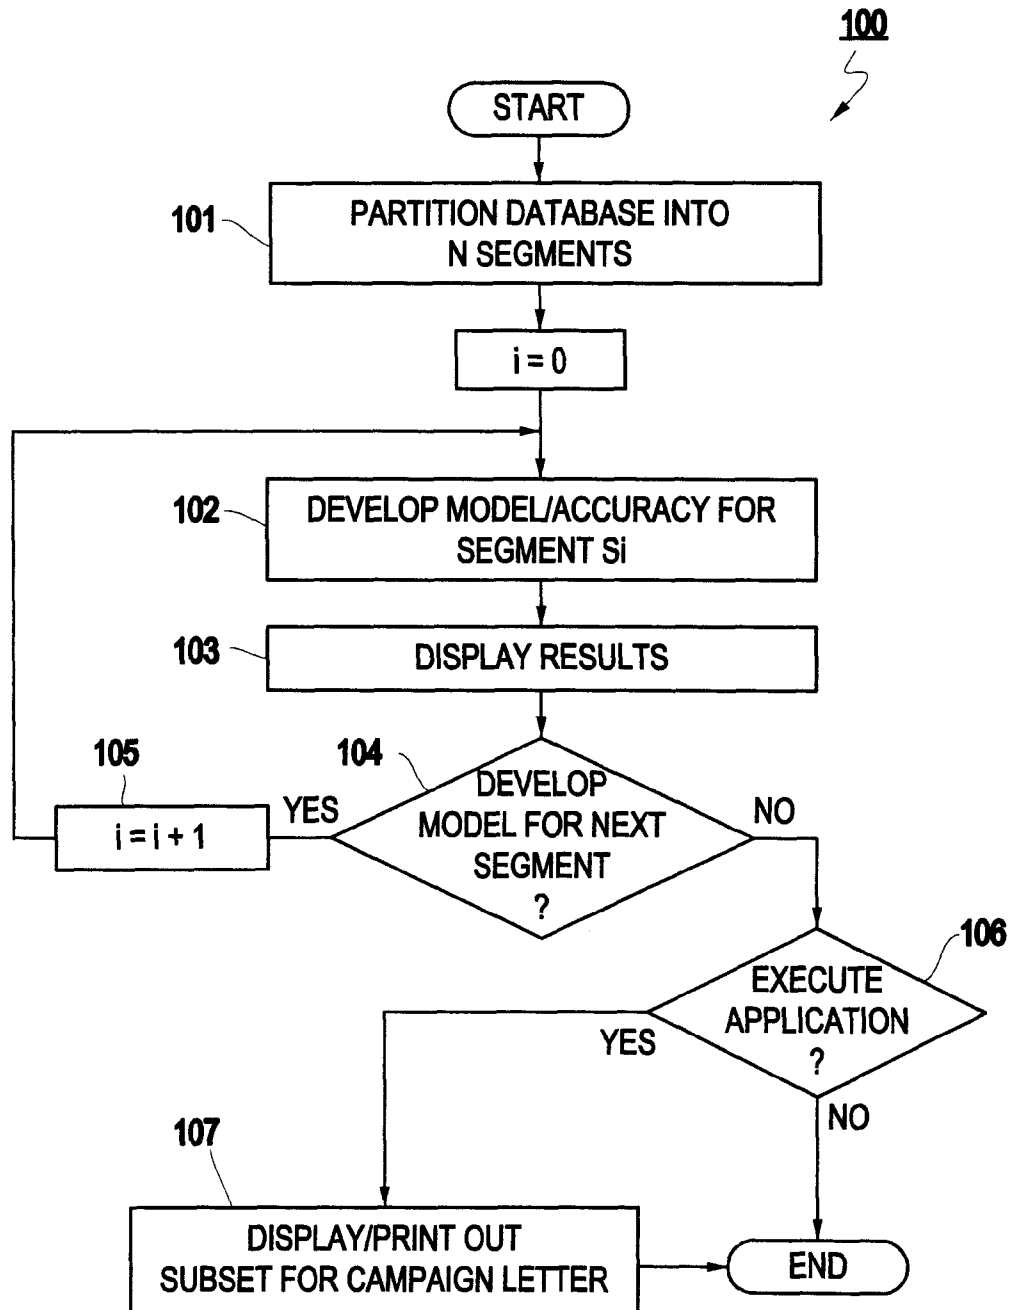 100
START
101
PARTITION DATABASE INTO
N SEGMENTS
i = 0
102
DEVELOP MODEL/ACCURACY FOR
SEGMENT Si
103
DISPLAY RESULTS
104
DEVELOP
MODEL FOR NEXT
SEGMENT
?
YES
NO
105
i = i + 1
106
EXECUTE
APPLICATION
?
YES
NO
107
DISPLAY/PRINT OUT
SUBSET FOR CAMPAIGN LETTER
END